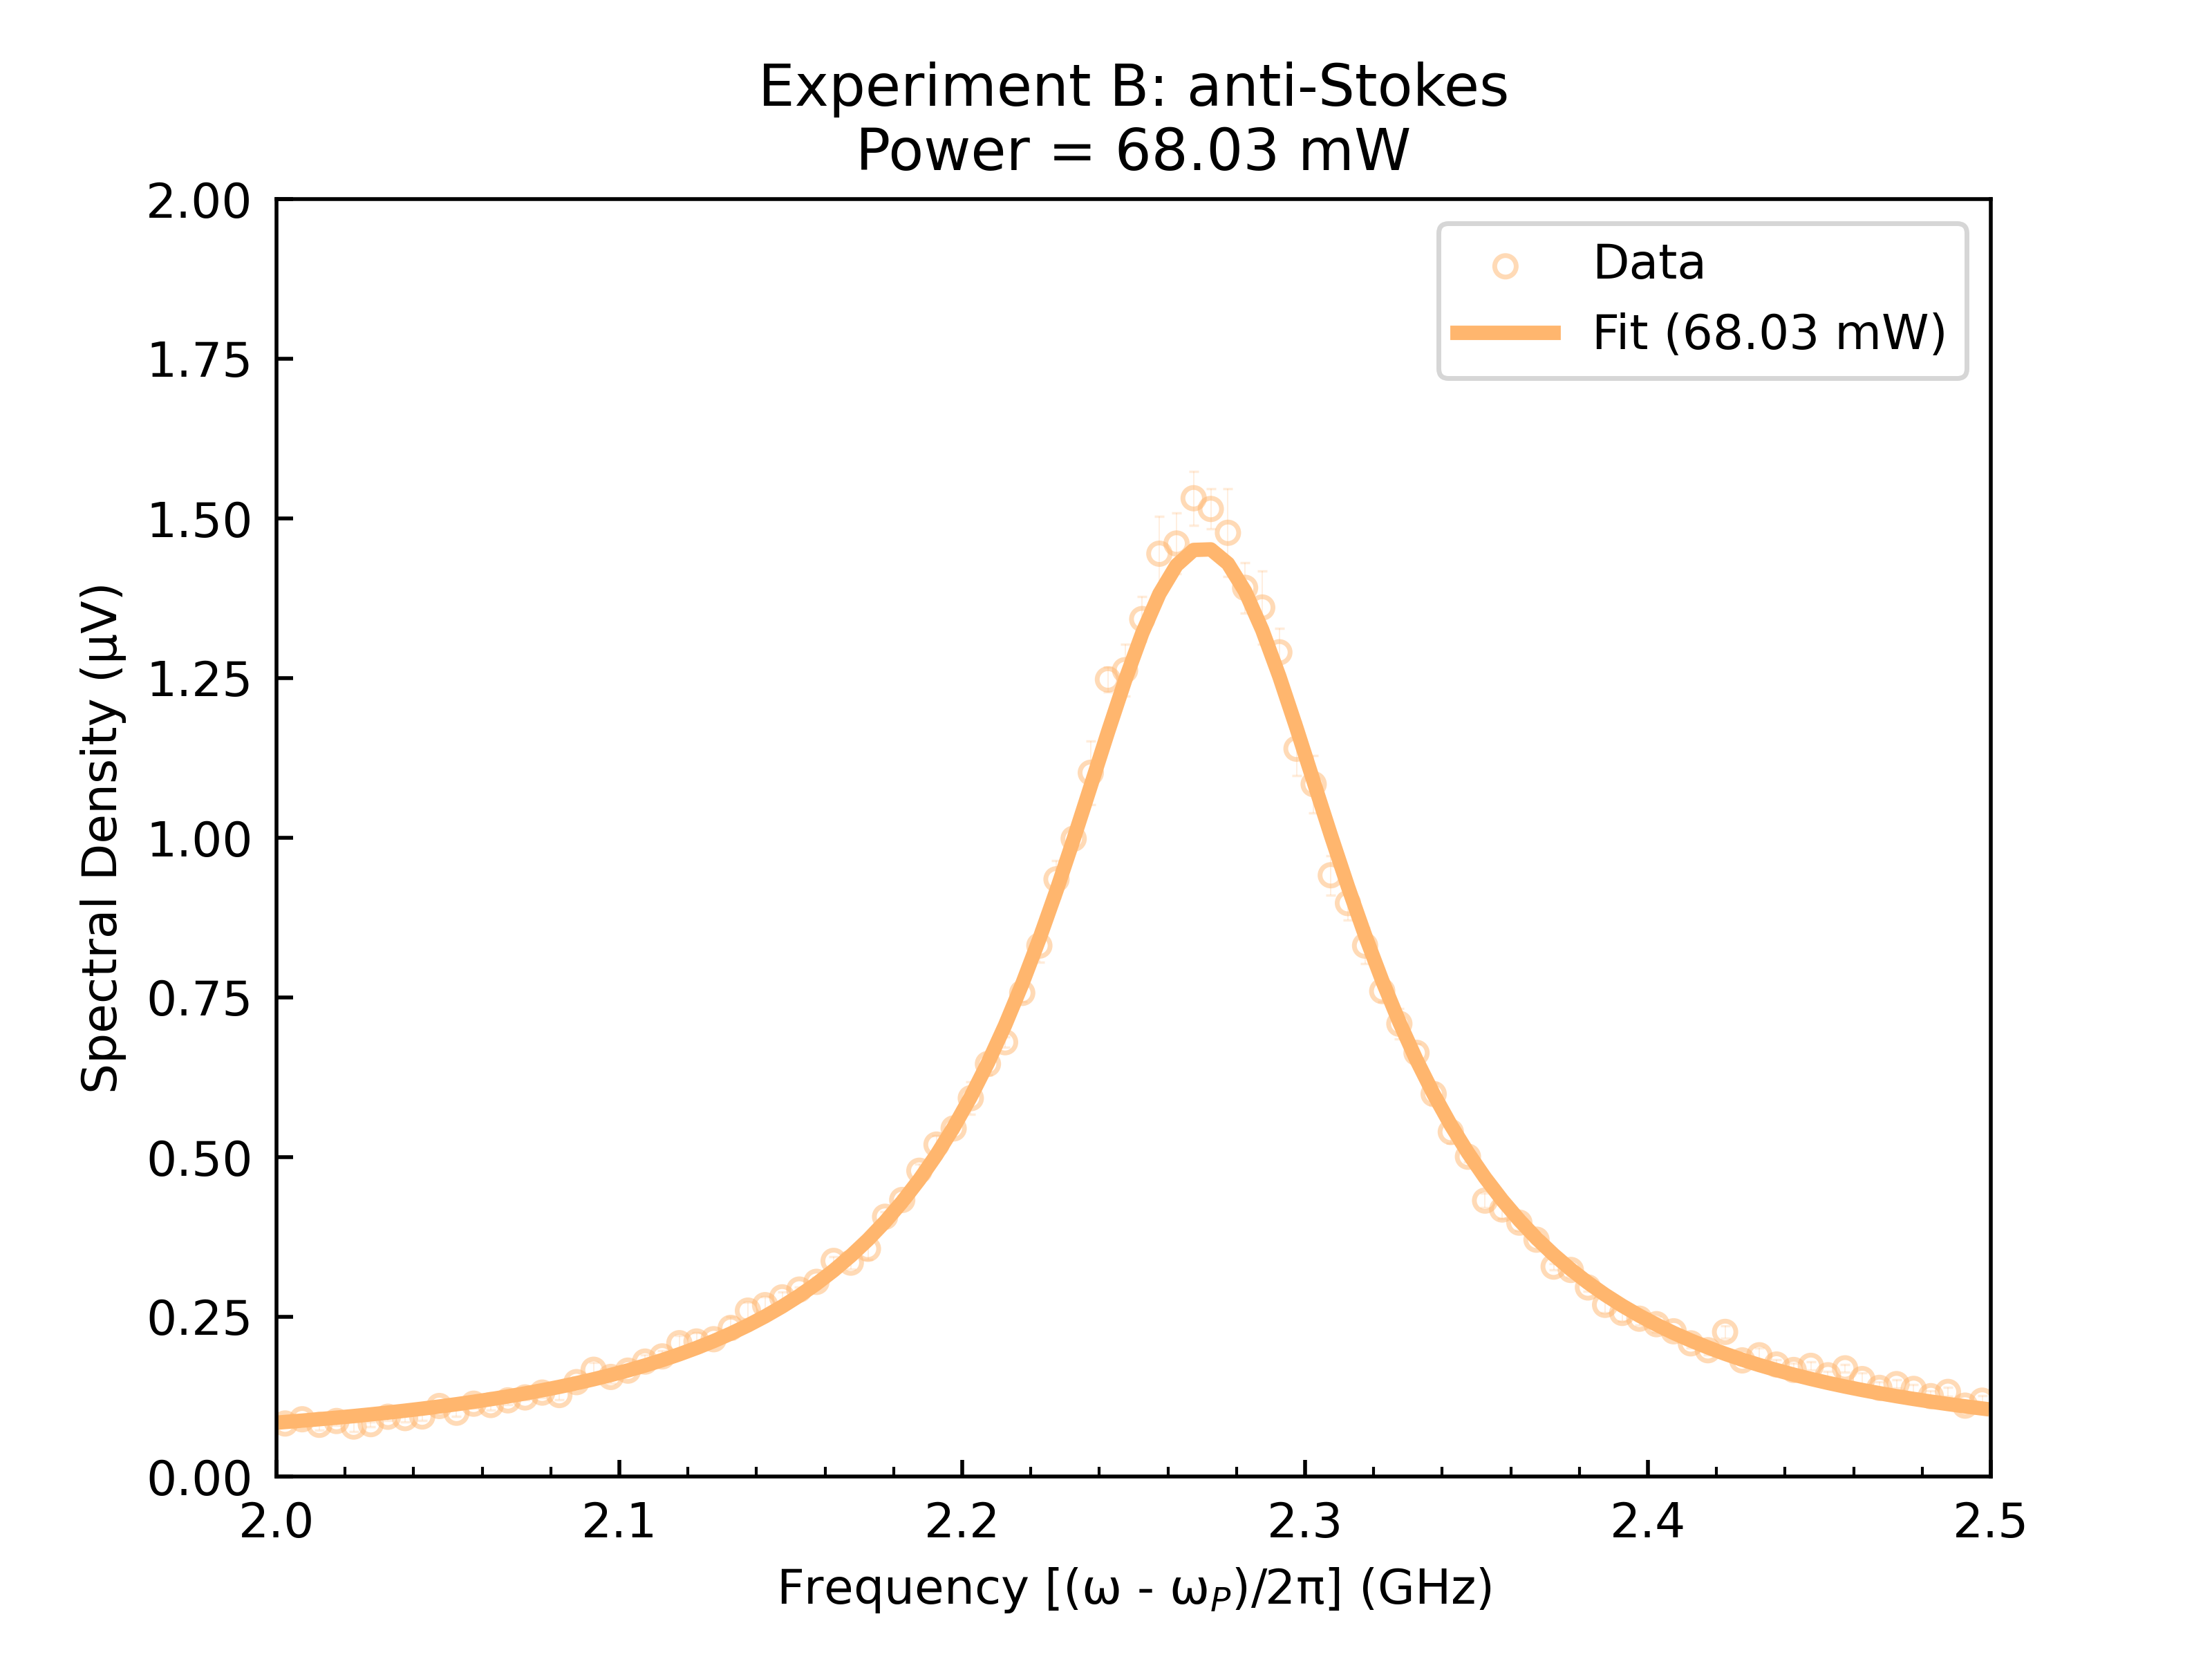 Experiment B: anti-Stokes
Power = 68.03 mW
Data
Fit (68.03 mW)
Spectral Density (µV)
2.00
1.75
1.50
1.25
1.00
0.75
0.50
0.25
0.00
2.0 2.1 2.2 2.3 2.4 2.5
Frequency [(ω - ω_P)/2π] (GHz)